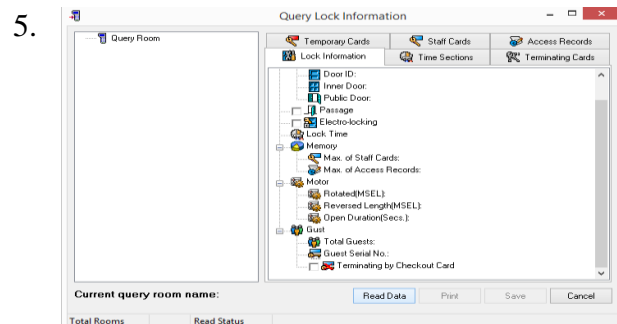 5.
Query Lock Information
Query Room
Temporary Cards Staff Cards Access Records
Lock Information Time Sections Terminating Cards
Door ID:
Inner Door:
Public Door:
Passage
Electro-locking
Lock Time
Memory
Max. of Staff Cards:
Max. of Access Records:
Motor
Rotated(MSEL):
Reversed Length(MSEL):
Open Duration(Secs.):
Gust
Total Guests:
Guest Serial No.:
Terminating by Checkout Card
Current query room name:
Read Data Print Save Cancel
Total Rooms Read Status